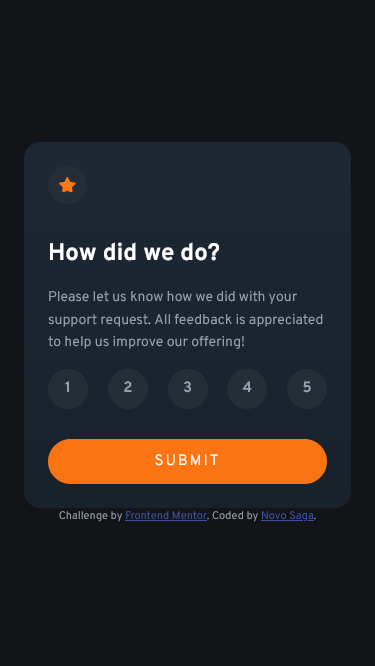 How did we do?
Please let us know how we did with your
support request. All feedback is appreciated
to help us improve our offering!
1 2 3 4 5
SUBMIT
Challenge by Frontend Mentor. Coded by Novo Saga.